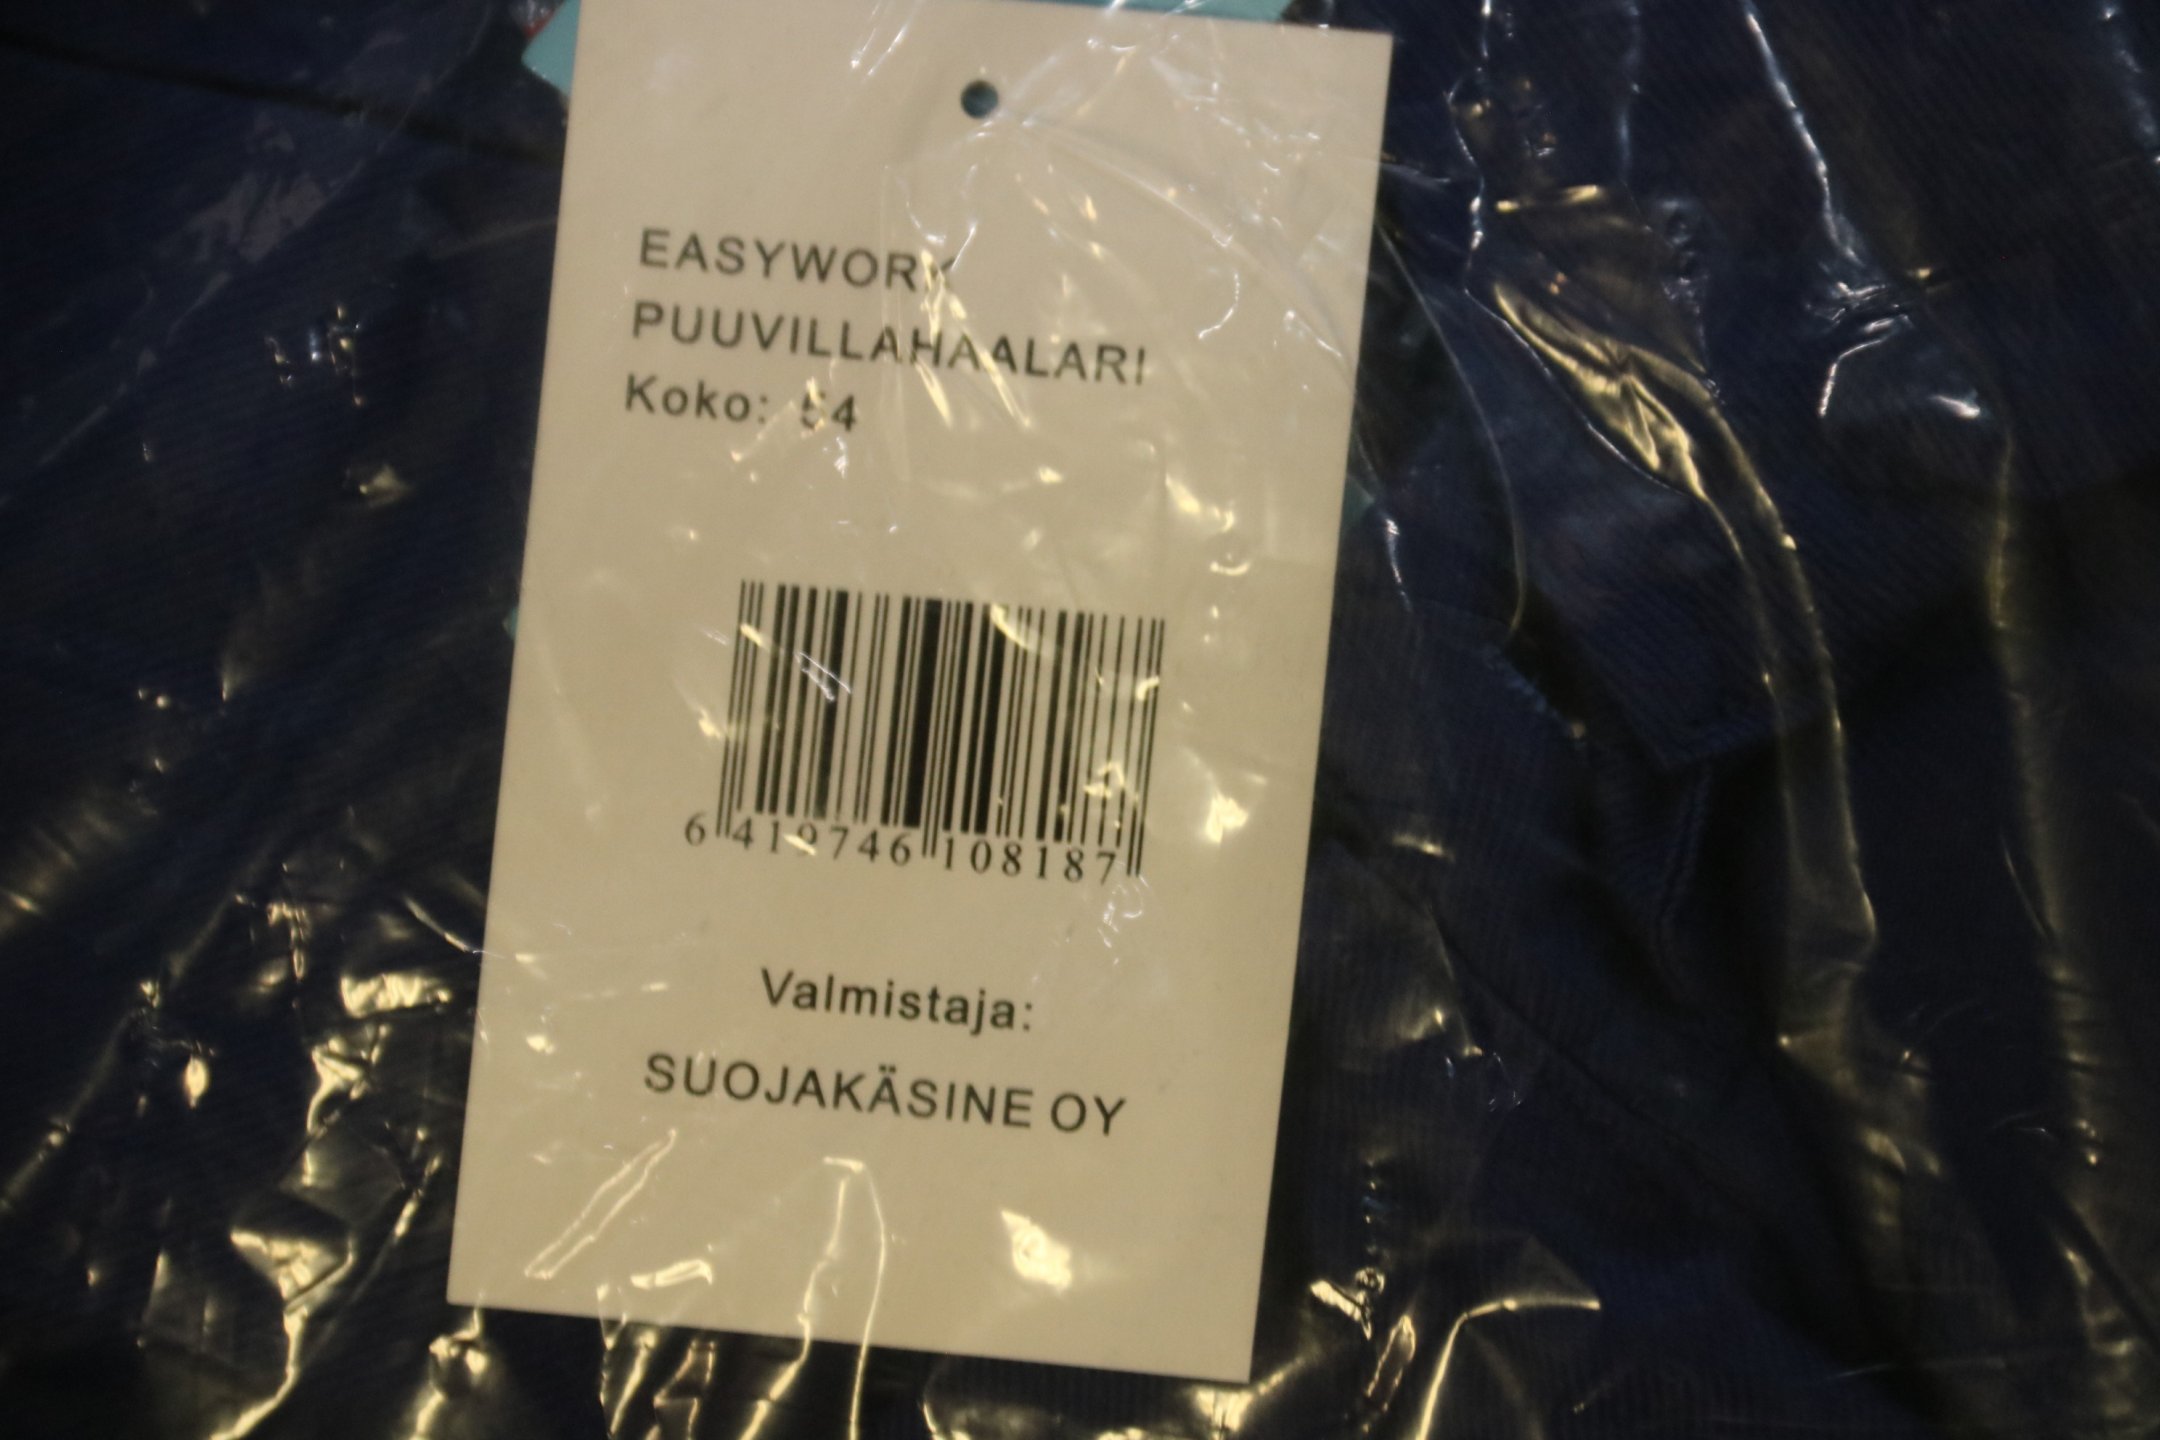 EASYWORK
PUUVILLAHAALARI
Koko: 54
6 419746 108187
Valmistaja:
SUOJAKÄSINE OY